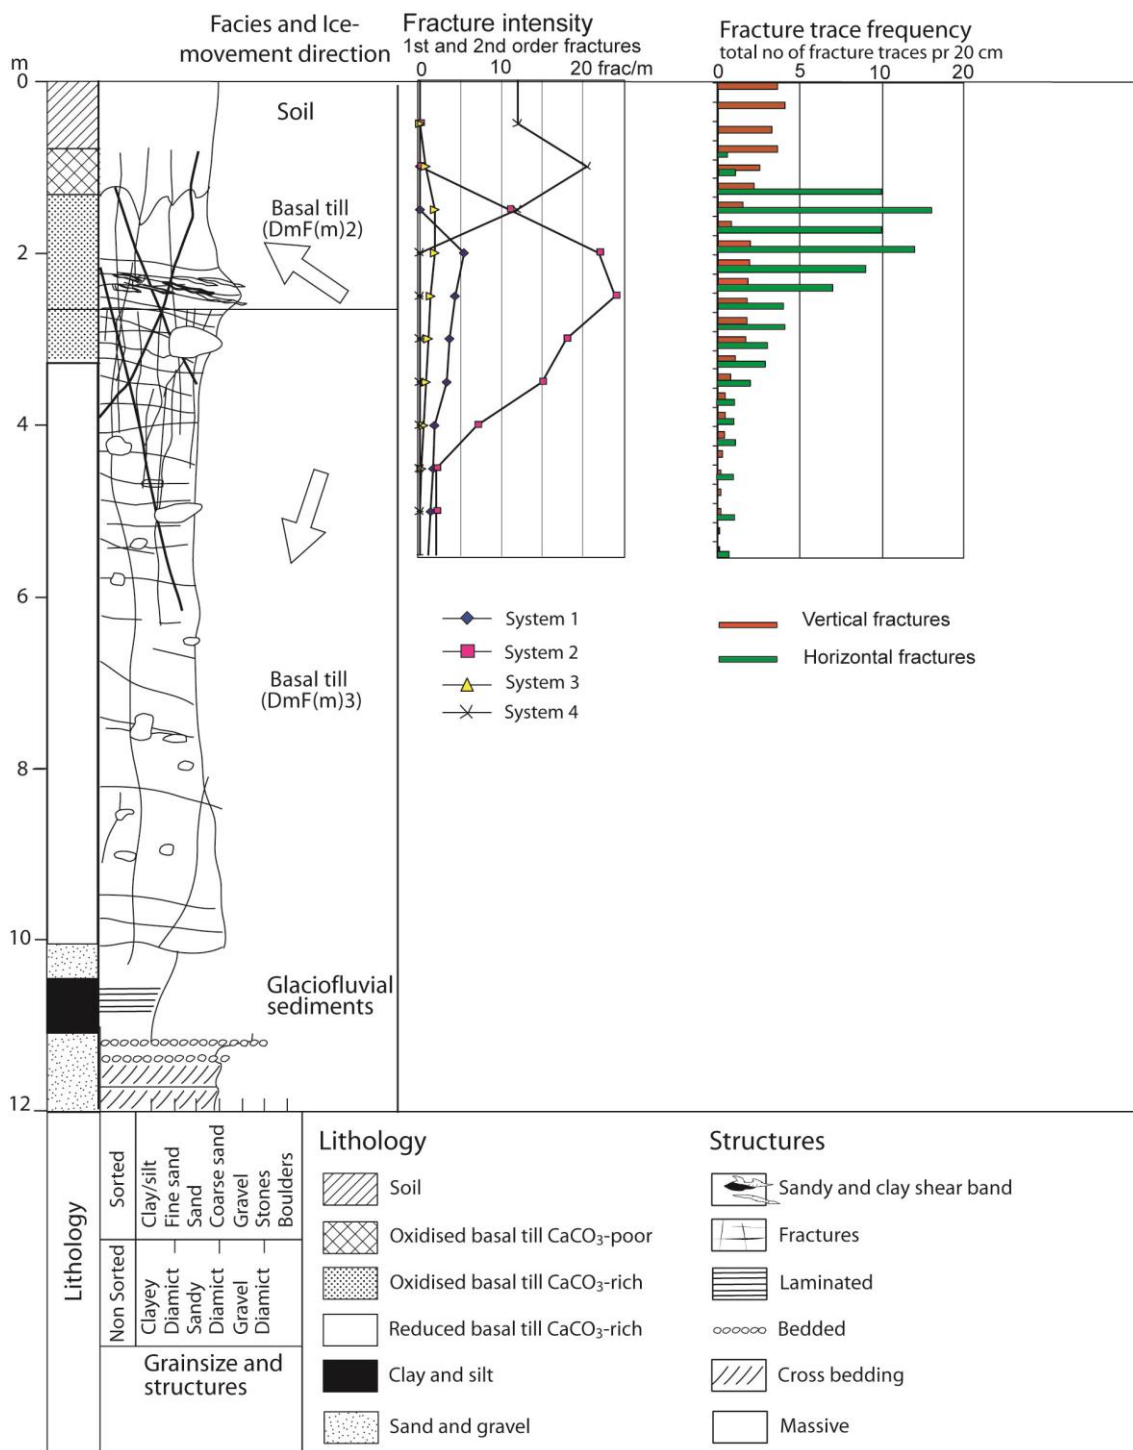 Facies and Ice-
movement direction
Fracture intensity
1st and 2nd order fractures
0 10 20 frac/m
Fracture trace frequency
total no of fracture traces pr 20 cm
0 5 10 20
m
0
2
4
6
8
10
12
Soil
Basal till
(DmF(m)2)
Basal till
(DmF(m)3)
Glaciofluvial
sediments
System 1
System 2
System 3
System 4
Vertical fractures
Horizontal fractures
Lithology
Sorted
Clay/silt
Fine sand
Sand
Coarse sand
Gravel
Stones
Boulders
Non Sorted
Clayey
Diamict
Sandy
Diamict
Gravel
Diamict
Grainsize and
structures
Lithology
Soil
Oxidised basal till CaCO₃-poor
Oxidised basal till CaCO₃-rich
Reduced basal till CaCO₃-rich
Clay and silt
Sand and gravel
Structures
Sandy and clay shear band
Fractures
Laminated
Bedded
Cross bedding
Massive